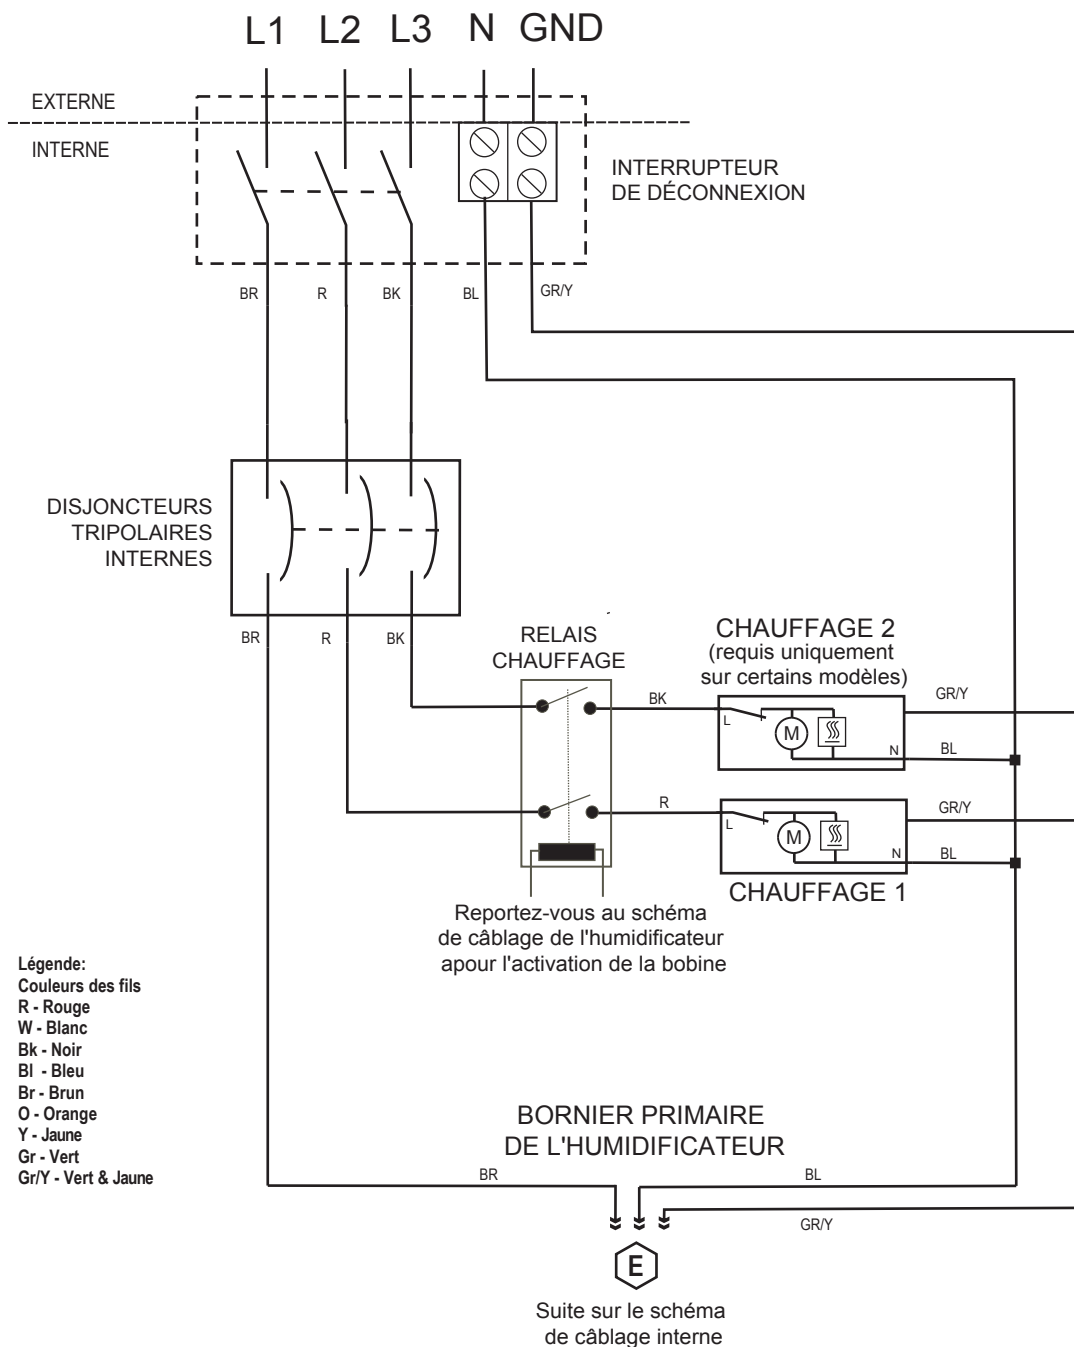 L1 L2 L3 N GND
EXTERNE
INTERNE
INTERRUPTEUR
DE DÉCONNEXION
BR R BK BL GR/Y
DISJONCTEURS
TRIPOLAIRES
INTERNES
BR R BK
RELAIS
CHAUFFAGE
CHAUFFAGE 2
(requis uniquement
sur certains modèles)
BK
GR/Y
L
M
N
BL
R
GR/Y
L
M
N
BL
CHAUFFAGE 1
Reportez-vous au schéma
de câblage de l'humidificateur
apour l'activation de la bobine
Légende:
Couleurs des fils
R - Rouge
W - Blanc
Bk - Noir
Bl - Bleu
Br - Brun
O - Orange
Y - Jaune
Gr - Vert
Gr/Y - Vert & Jaune
BORNIER PRIMAIRE
DE L'HUMIDIFICATEUR
BR
BL
GR/Y
E
Suite sur le schéma
de câblage interne